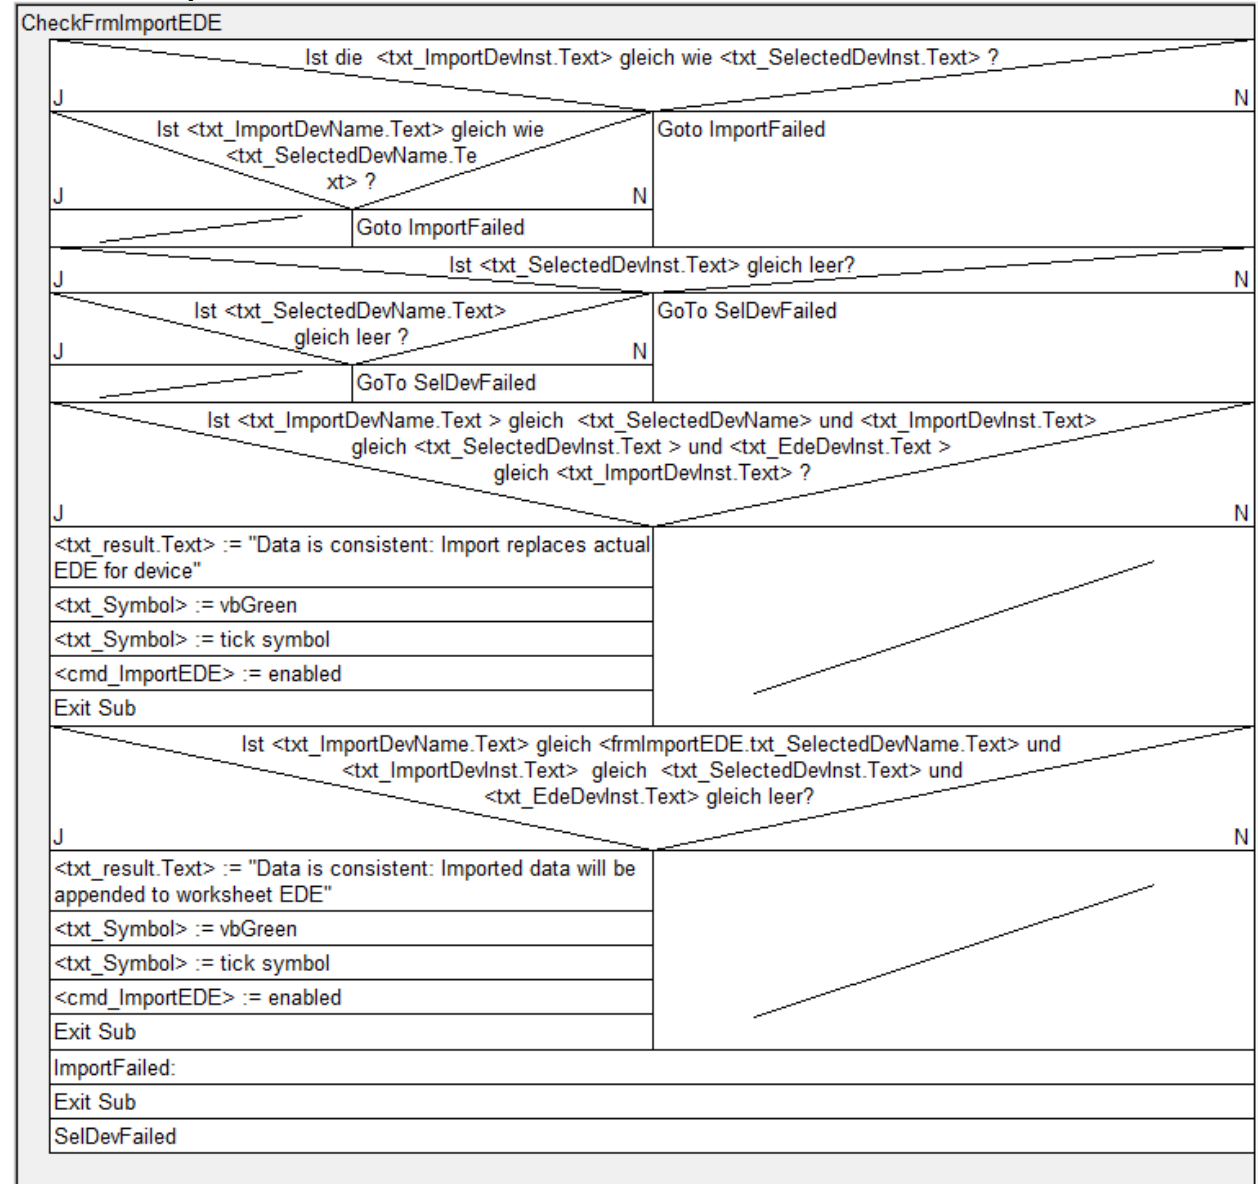 CheckFrmImportEDE
Ist die <txt_ImportDevInst.Text> gleich wie <txt_SelectedDevInst.Text> ?
J
N
Ist <txt_ImportDevName.Text> gleich wie
<txt_SelectedDevName.Te
xt> ?
J
N
Goto ImportFailed
Goto ImportFailed
Ist <txt_SelectedDevInst.Text> gleich leer?
J
N
Ist <txt_SelectedDevName.Text>
gleich leer ?
J
N
GoTo SelDevFailed
GoTo SelDevFailed
Ist <txt_ImportDevName.Text > gleich <txt_SelectedDevName> und <txt_ImportDevInst.Text>
gleich <txt_SelectedDevInst.Text > und <txt_EdeDevInst.Text >
gleich <txt_ImportDevInst.Text> ?
J
N
<txt_result.Text> := "Data is consistent: Import replaces actual
EDE for device"
<txt_Symbol> := vbGreen
<txt_Symbol> := tick symbol
<cmd_ImportEDE> := enabled
Exit Sub
Ist <txt_ImportDevName.Text> gleich <frmImportEDE.txt_SelectedDevName.Text> und
<txt_ImportDevInst.Text> gleich <txt_SelectedDevInst.Text> und
<txt_EdeDevInst.Text> gleich leer?
J
N
<txt_result.Text> := "Data is consistent: Imported data will be
appended to worksheet EDE"
<txt_Symbol> := vbGreen
<txt_Symbol> := tick symbol
<cmd_ImportEDE> := enabled
Exit Sub
ImportFailed:
Exit Sub
SelDevFailed